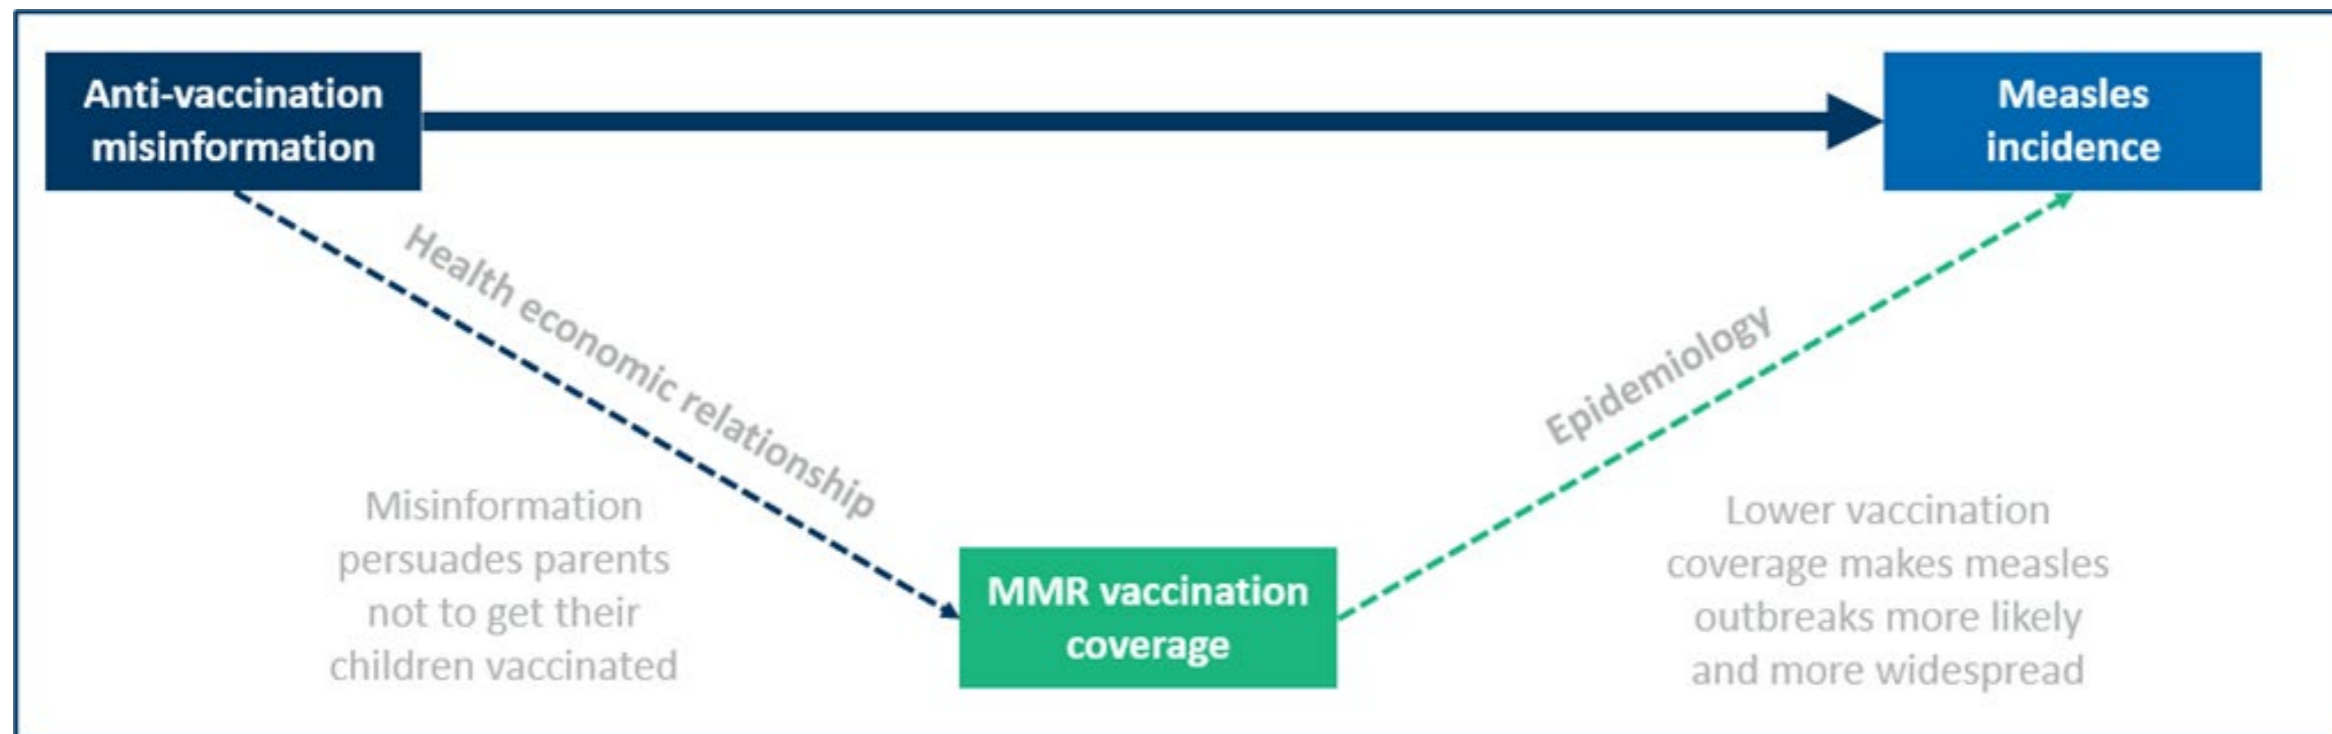 Anti-vaccination
misinformation
Measles
incidence
Health economic relationship
Epidemiology
Misinformation
persuades parents
not to get their
children vaccinated
MMR vaccination
coverage
Lower vaccination
coverage makes measles
outbreaks more likely
and more widespread